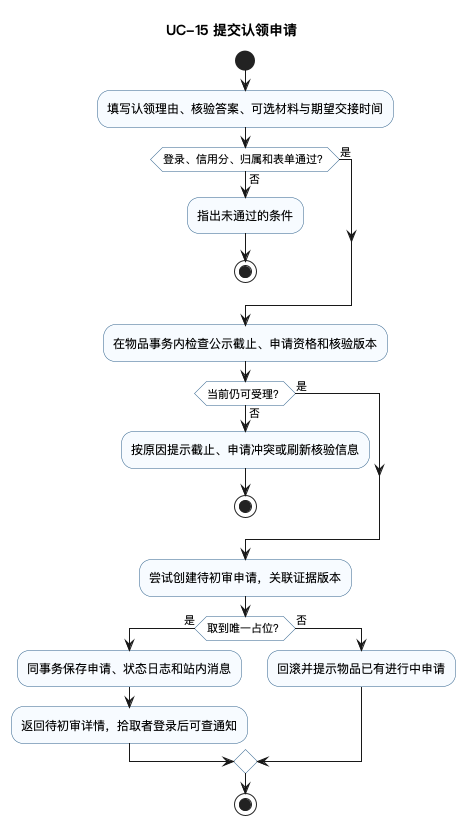 UC-15 提交认领申请
填写认领理由、核验答案、可选材料与期望交接时间
登录、信用分、归属和表单通过?
是
否
指出未通过的条件
在物品事务内检查公示截止、申请资格和核验版本
当前仍可受理?
是
否
按原因提示截止、申请冲突或刷新核验信息
尝试创建待初审申请，关联证据版本
是
取到唯一占位?
否
同事务保存申请、状态日志和站内消息
回滚并提示物品已有进行中申请
返回待初审详情，拾取者登录后可查通知